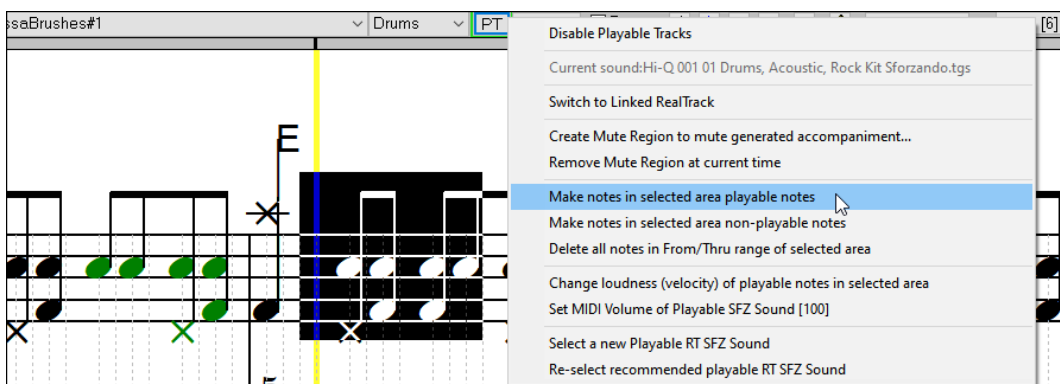 ssaBrushes#1
Drums
PT
[6]
E
Disable Playable Tracks
Current sound:Hi-Q 001 01 Drums, Acoustic, Rock Kit Sforzando.tgs
Switch to Linked RealTrack
Create Mute Region to mute generated accompaniment...
Remove Mute Region at current time
Make notes in selected area playable notes
Make notes in selected area non-playable notes
Delete all notes in From/Thru range of selected area
Change loudness (velocity) of playable notes in selected area
Set MIDI Volume of Playable SFZ Sound [100]
Select a new Playable RT SFZ Sound
Re-select recommended playable RT SFZ Sound